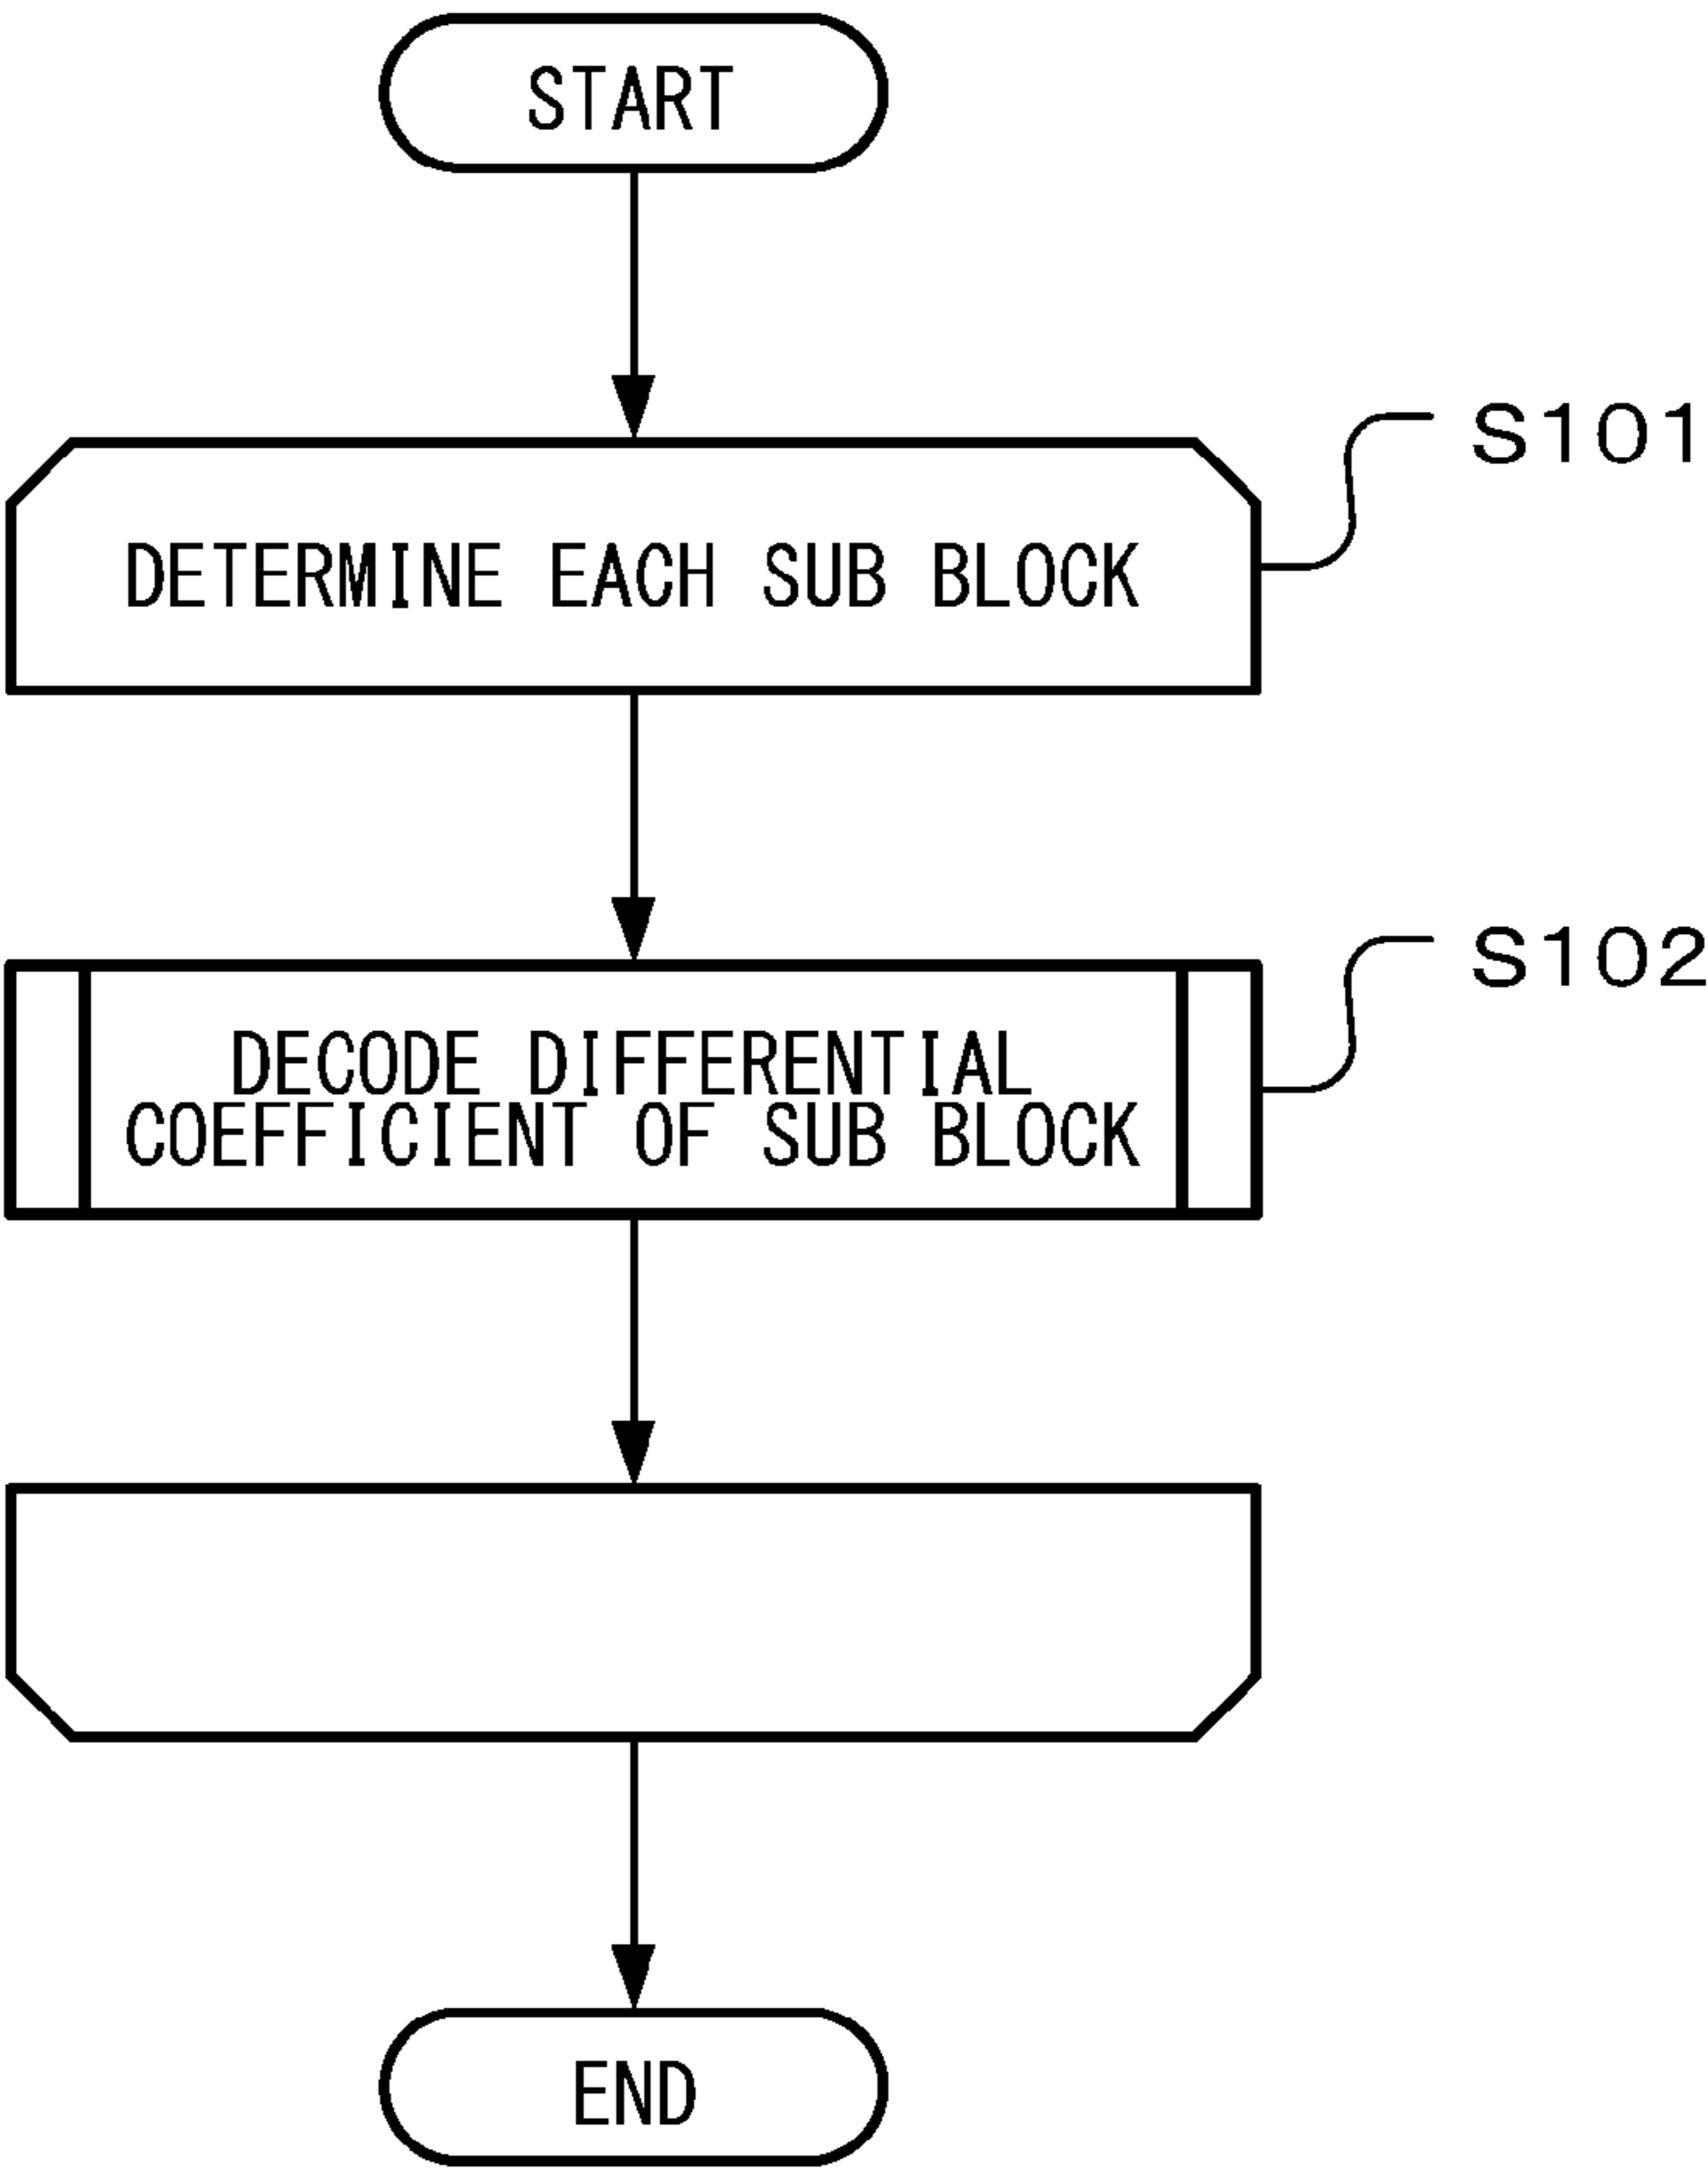 START
S101
DETERMINE EACH SUB BLOCK
S102
DECODE DIFFERENTIAL
COEFFICIENT OF SUB BLOCK
END